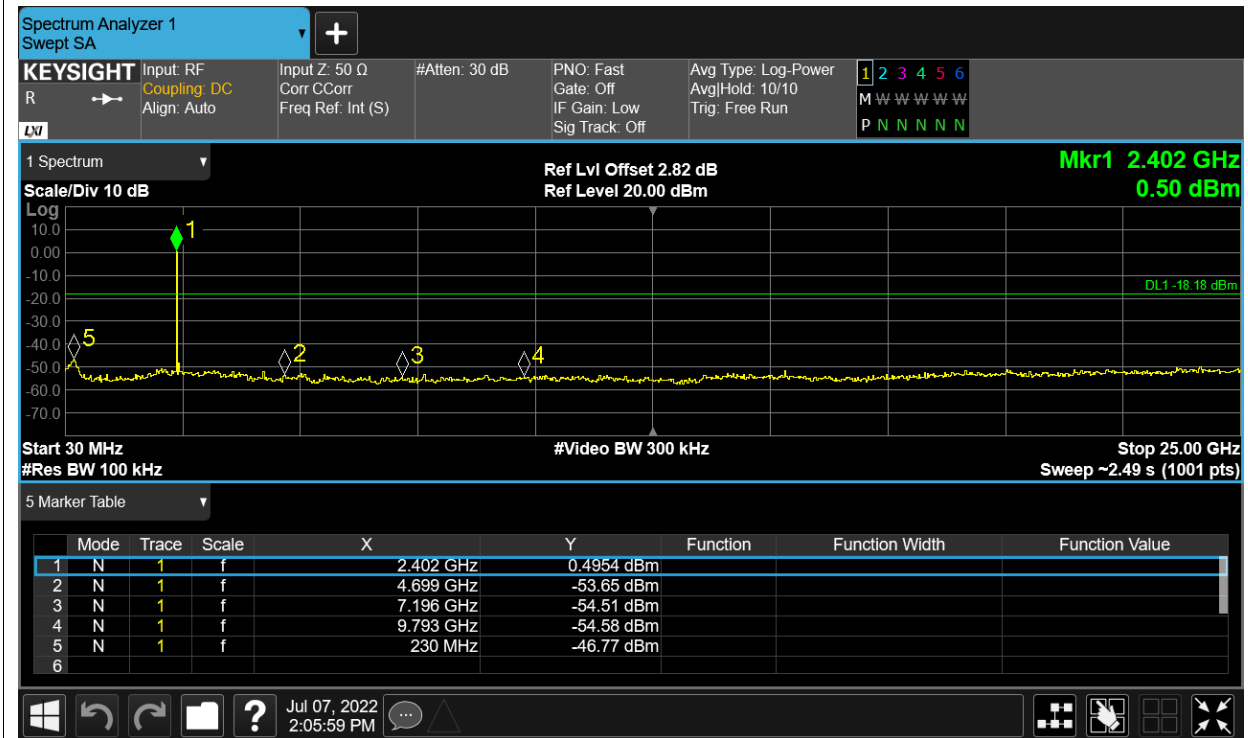 Spectrum Analyzer 1
Swept SA
+
KEYSIGHT
R
LXI
Input: RF
Coupling: DC
Align: Auto
Input Z: 50 Ω
Corr CCorr
Freq Ref: Int (S)
#Atten: 30 dB
PNO: Fast
Gate: Off
IF Gain: Low
Sig Track: Off
Avg Type: Log-Power
Avg|Hold: 10/10
Trig: Free Run
1 2 3 4 5 6
M W W W W W
P N N N N N
1 Spectrum
Scale/Div 10 dB
Ref Lvl Offset 2.82 dB
Ref Level 20.00 dBm
Mkr1 2.402 GHz
0.50 dBm
Log
10.0
0.00
-10.0
-20.0
-30.0
-40.0
-50.0
-60.0
-70.0
1
DL1 -18.18 dBm
5
2
3
4
Start 30 MHz
#Res BW 100 kHz
#Video BW 300 kHz
Stop 25.00 GHz
Sweep ~2.49 s (1001 pts)
5 Marker Table
Mode Trace Scale X Y Function Function Width Function Value
1 N 1 f 2.402 GHz 0.4954 dBm
2 N 1 f 4.699 GHz -53.65 dBm
3 N 1 f 7.196 GHz -54.51 dBm
4 N 1 f 9.793 GHz -54.58 dBm
5 N 1 f 230 MHz -46.77 dBm
6
?
Jul 07, 2022
2:05:59 PM